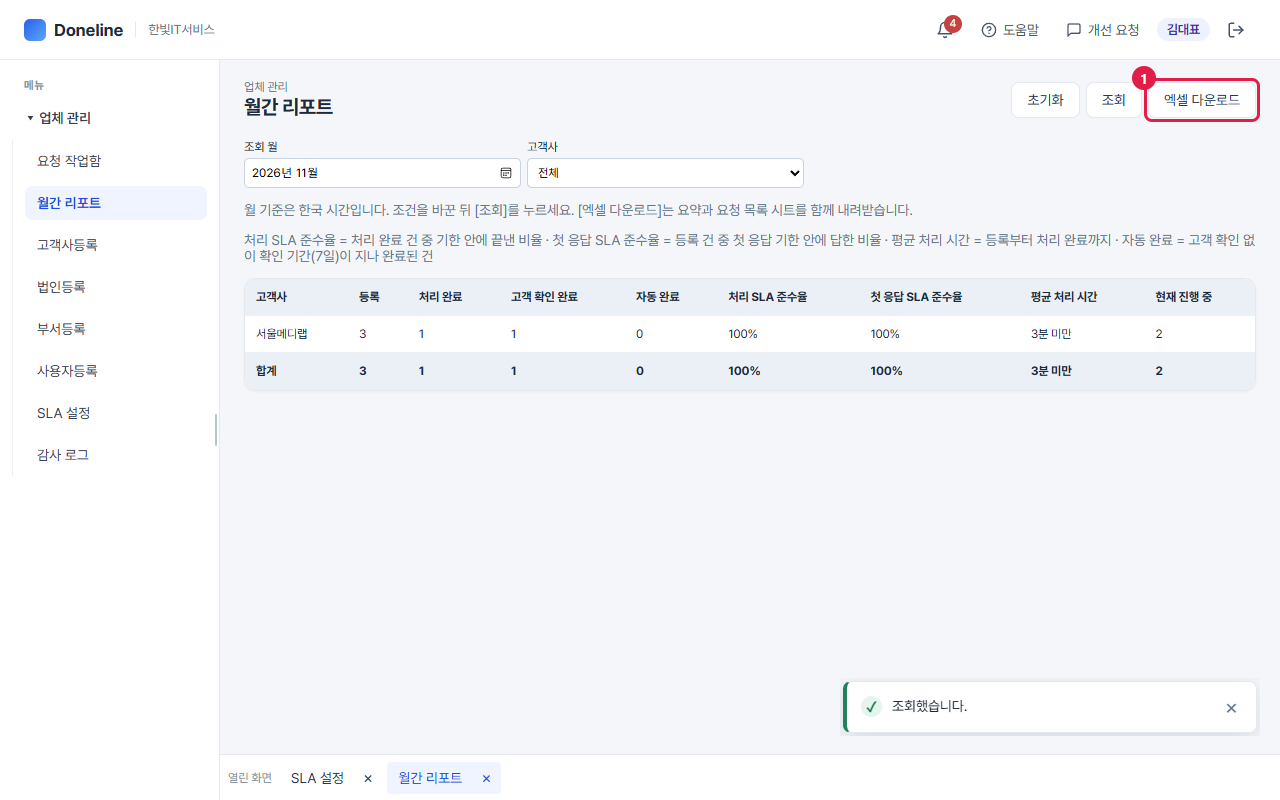 Doneline 한빛IT서비스 4 도움말 개선 요청 김대표
메뉴
업체 관리
요청 작업함
월간 리포트
고객사등록
법인등록
부서등록
사용자등록
SLA 설정
감사 로그
업체 관리
월간 리포트
초기화 조회 1 엑셀 다운로드
조회 월 고객사
2026년 11월 전체
월 기준은 한국 시간입니다. 조건을 바꾼 뒤 [조회]를 누르세요. [엑셀 다운로드]는 요약과 요청 목록 시트를 함께 내려받습니다.
처리 SLA 준수율 = 처리 완료 건 중 기한 안에 끝낸 비율 · 첫 응답 SLA 준수율 = 등록 건 중 첫 응답 기한 안에 답한 비율 · 평균 처리 시간 = 등록부터 처리 완료까지 · 자동 완료 = 고객 확인 없
이 확인 기간(7일)이 지나 완료된 건
고객사 등록 처리 완료 고객 확인 완료 자동 완료 처리 SLA 준수율 첫 응답 SLA 준수율 평균 처리 시간 현재 진행 중
서울메디랩 3 1 1 0 100% 100% 3분 미만 2
합계 3 1 1 0 100% 100% 3분 미만 2
조회했습니다.
열린 화면 SLA 설정 월간 리포트